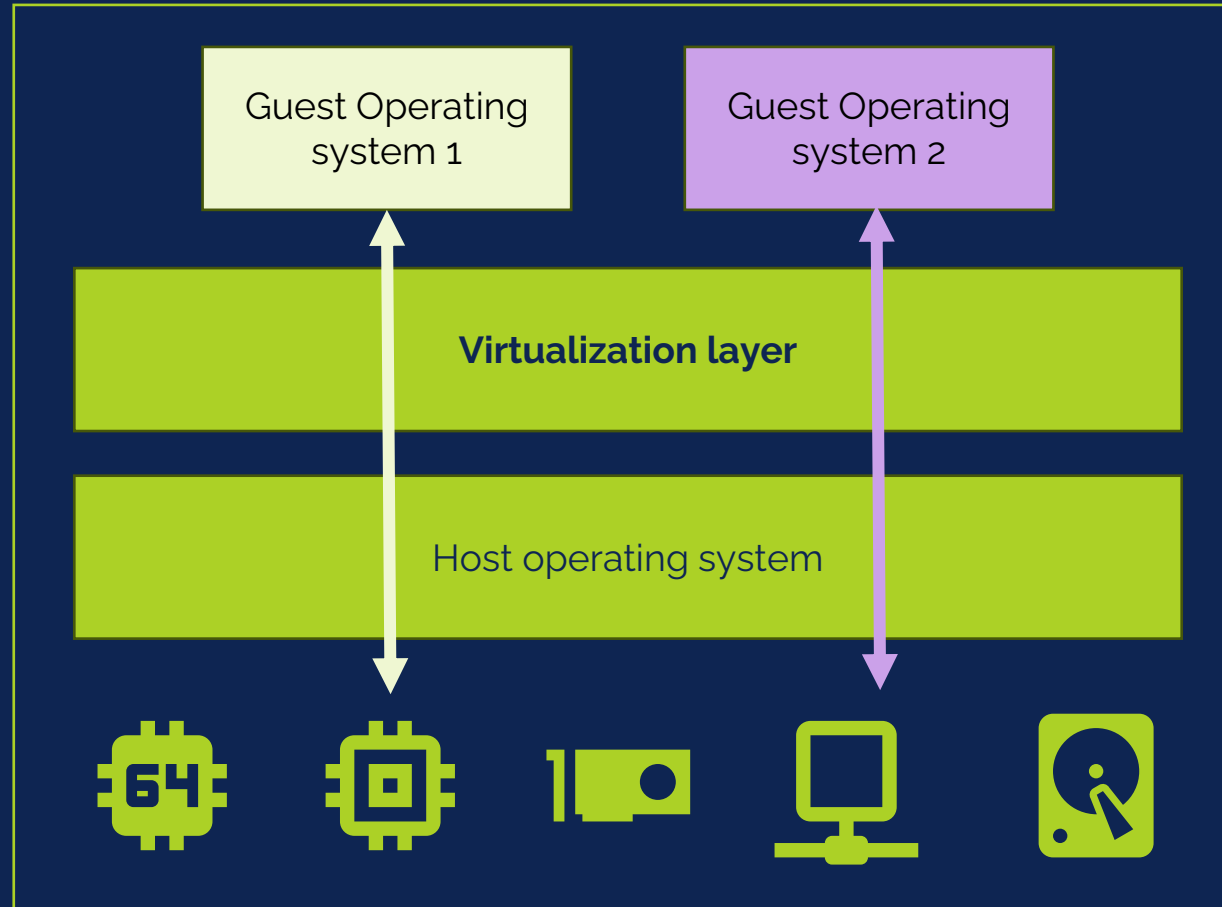 Guest Operating
system 1
Guest Operating
system 2
Virtualization layer
Host operating system
64